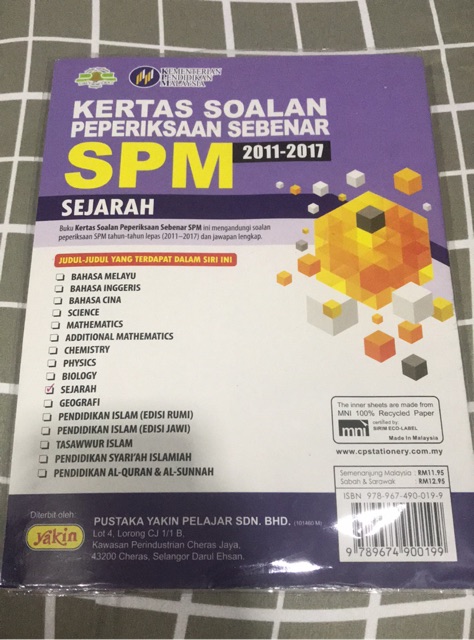 KEMENTERIAN
PENDIDIKAN
MALAYSIA
KERTAS SOALAN
PEPERIKSAAN SEBENAR
SPM 2011-2017
SEJARAH
Buku Kertas Soalan Peperiksaan Sebenar SPM ini mengandungi soalan
peperiksaan SPM tahun-tahun lepas (2011–2017) dan jawapan lengkap.
JUDUL-JUDUL YANG TERDAPAT DALAM SIRI INI
BAHASA MELAYU
BAHASA INGGERIS
BAHASA CINA
SCIENCE
MATHEMATICS
ADDITIONAL MATHEMATICS
CHEMISTRY
PHYSICS
BIOLOGY
SEJARAH
GEOGRAFI
PENDIDIKAN ISLAM (EDISI RUMI)
PENDIDIKAN ISLAM (EDISI JAWI)
TASAWWUR ISLAM
PENDIDIKAN SYARI'AH ISLAMIAH
PENDIDIKAN AL-QURAN & AL-SUNNAH
The inner sheets are made from
MNI 100% Recycled Paper
mni certified by
SIRIM ECO-LABEL
Made In Malaysia
www.cpstationery.com.my
Semenanjung Malaysia : RM11.95
Sabah & Sarawak : RM12.95
ISBN 978-967-490-019-9
9 789674 900199
Diterbit oleh:
yakin
PUSTAKA YAKIN PELAJAR SDN. BHD. (101460 M)
Lot 4, Lorong CJ 1/1 B,
Kawasan Perindustrian Cheras Jaya,
43200 Cheras, Selangor Darul Ehsan.